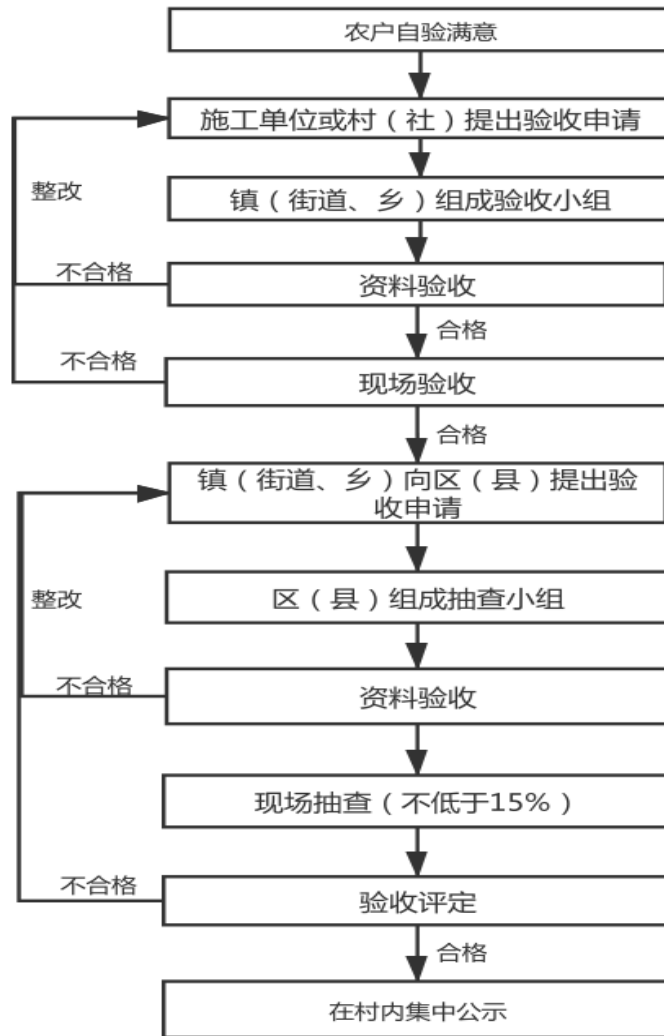 农户自验满意
施工单位或村（社）提出验收申请
整改
镇（街道、乡）组成验收小组
不合格
资料验收
合格
不合格
现场验收
合格
镇（街道、乡）向区（县）提出验
收申请
整改
区（县）组成抽查小组
不合格
资料验收
现场抽查（不低于15%）
不合格
验收评定
合格
在村内集中公示